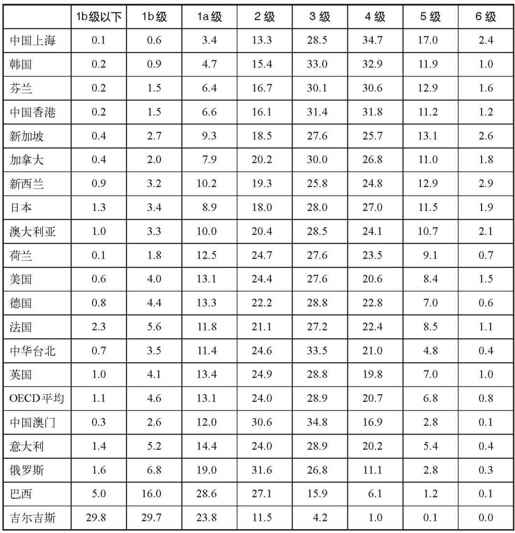 1b级以下 1b级 1a级 2级 3级 4级 5级 6级
中国上海 0.1 0.6 3.4 13.3 28.5 34.7 17.0 2.4
韩国 0.2 0.9 4.7 15.4 33.0 32.9 11.9 1.0
芬兰 0.2 1.5 6.4 16.7 30.1 30.6 12.9 1.6
中国香港 0.2 1.5 6.6 16.1 31.4 31.8 11.2 1.2
新加坡 0.4 2.7 9.3 18.5 27.6 25.7 13.1 2.6
加拿大 0.4 2.0 7.9 20.2 30.0 26.8 11.0 1.8
新西兰 0.9 3.2 10.2 19.3 25.8 24.8 12.9 2.9
日本 1.3 3.4 8.9 18.0 28.0 27.0 11.5 1.9
澳大利亚 1.0 3.3 10.0 20.4 28.5 24.1 10.7 2.1
荷兰 0.1 1.8 12.5 24.7 27.6 23.5 9.1 0.7
美国 0.6 4.0 13.1 24.4 27.6 20.6 8.4 1.5
德国 0.8 4.4 13.3 22.2 28.8 22.8 7.0 0.6
法国 2.3 5.6 11.8 21.1 27.2 22.4 8.5 1.1
中华台北 0.7 3.5 11.4 24.6 33.5 21.0 4.8 0.4
英国 1.0 4.1 13.4 24.9 28.8 19.8 7.0 1.0
OECD平均 1.1 4.6 13.1 24.0 28.9 20.7 6.8 0.8
中国澳门 0.3 2.6 12.0 30.6 34.8 16.9 2.8 0.1
意大利 1.4 5.2 14.4 24.0 28.9 20.2 5.4 0.4
俄罗斯 1.6 6.8 19.0 31.6 26.8 11.1 2.8 0.3
巴西 5.0 16.0 28.6 27.1 15.9 6.1 1.2 0.1
吉尔吉斯 29.8 29.7 23.8 11.5 4.2 1.0 0.1 0.0